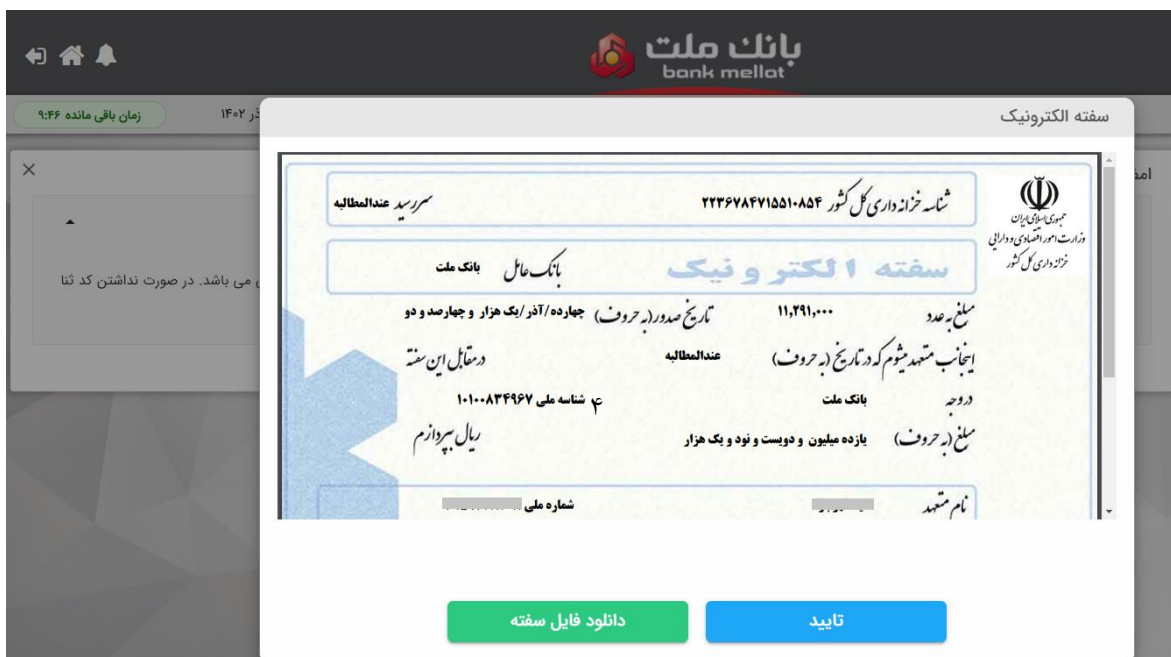 بانك ملت
bank mellat
ذر ۱۴۰۲
زمان باقی مانده ۹:۴۶
سفته الکترونیک
ی می باشد. در صورت نداشتن کد ثنا
جمهوری اسلامی ایران
وزارت امور اقتصادی و دارایی
خزانه داری کل کشور
شناسه خزانه داری کل کشور ۲۲۳۶۷۸۴۷۱۵۵۱۰۸۵۴ سررسید عندالمطالبه
سفته الکترونیک بانک عامل بانک ملت
مبلغ به عدد ۱۱,۲۹۱,۰۰۰ تاریخ صدور(به حروف) چهارده/آذر/یک هزار و چهارصد و دو
اینجانب متعهد میشوم که در تاریخ (به حروف) عندالمطالبه در مقابل این سفته
در وجه بانک ملت شناسه ملی ۱۰۱۰۰۸۳۴۹۶۷
مبلغ (به حروف) یازده میلیون و دویست و نود و یک هزار ریال بپردازم
نام متعهد شماره ملی
تایید
دانلود فایل سفته